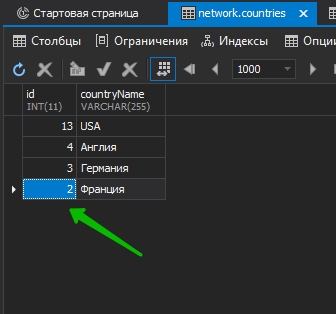 Стартовая страница network.countries
Столбцы Ограничения Индексы Опции
1000
id countryName
INT(11) VARCHAR(255)
13 USA
4 Англия
3 Германия
2 Франция